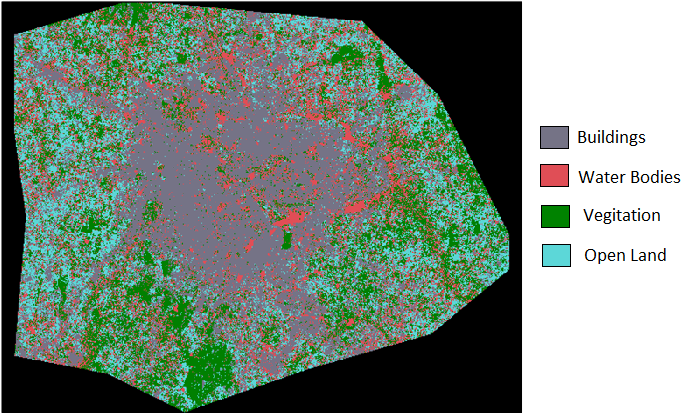 Buildings
Water Bodies
Vegitation
Open Land